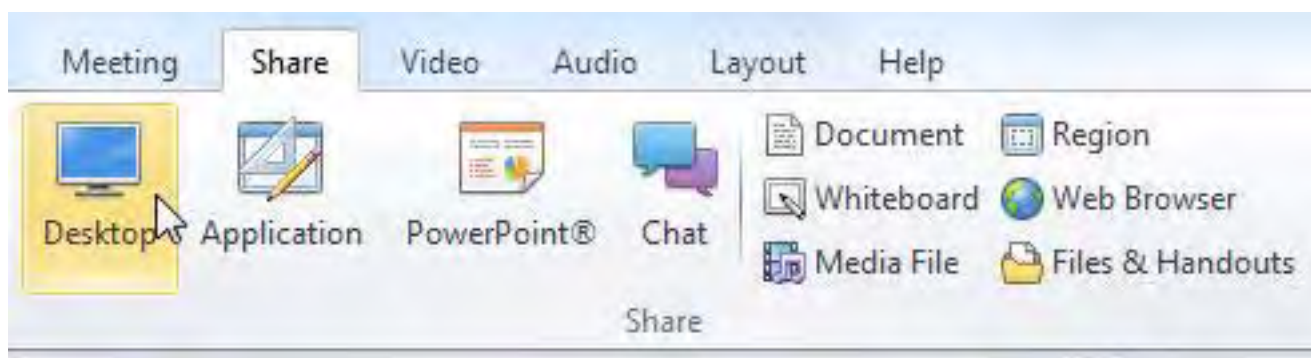 Meeting Share Video Audio Layout Help
Desktop Application PowerPoint® Chat
Document Region
Whiteboard Web Browser
Media File Files & Handouts
Share